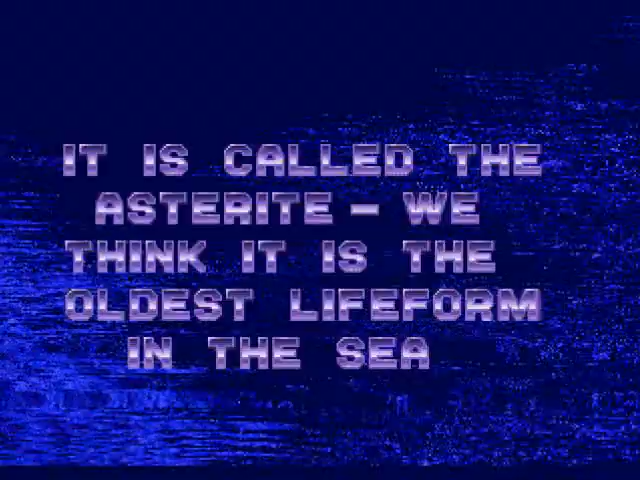 IT IS CALLED THE
ASTERITE - WE
THINK IT IS THE
OLDEST LIFEFORM
IN THE SEA